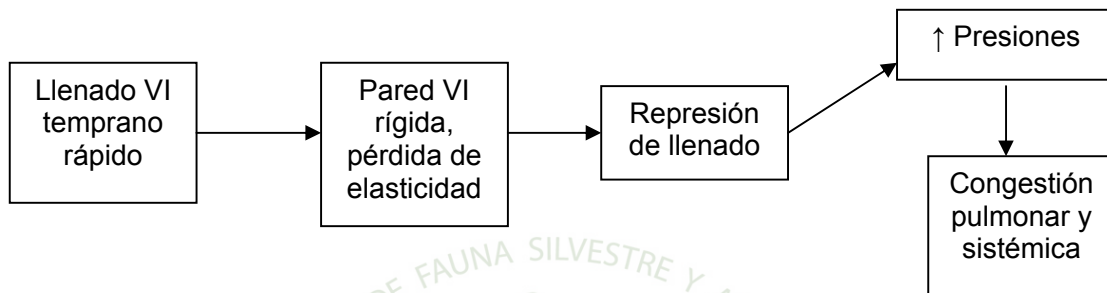 Llenado VI
temprano
rápido
Pared VI
rígida,
pérdida de
elasticidad
Represión
de llenado
↑ Presiones
Congestión
pulmonar y
sistémica
DE FAUNA SILVESTRE Y A